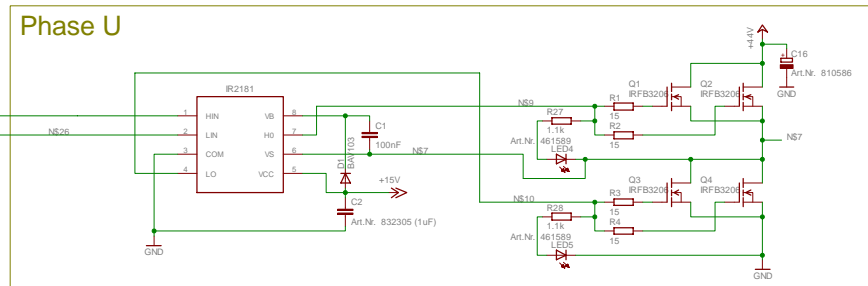 Phase U
+44V
C16
Art.Nr. 810586
GND
IR2181
Q1
IRFB3206
Q2
IRFB3206
1 HIN VB 8
N$9
R1
15
R27
1.1k
N$26
2 LIN H0 7
C1
100nF
R2
15
N$7
Art.Nr. 461589
LED4
3 COM VS 6
N$7
D1
BAV103
4 LO VCC 5
+15V
Q3
IRFB3206
Q4
IRFB3206
N$10
R3
15
C2
Art.Nr. 832305 (1uF)
R28
1.1k
R4
15
Art.Nr. 461589
LED5
GND
GND